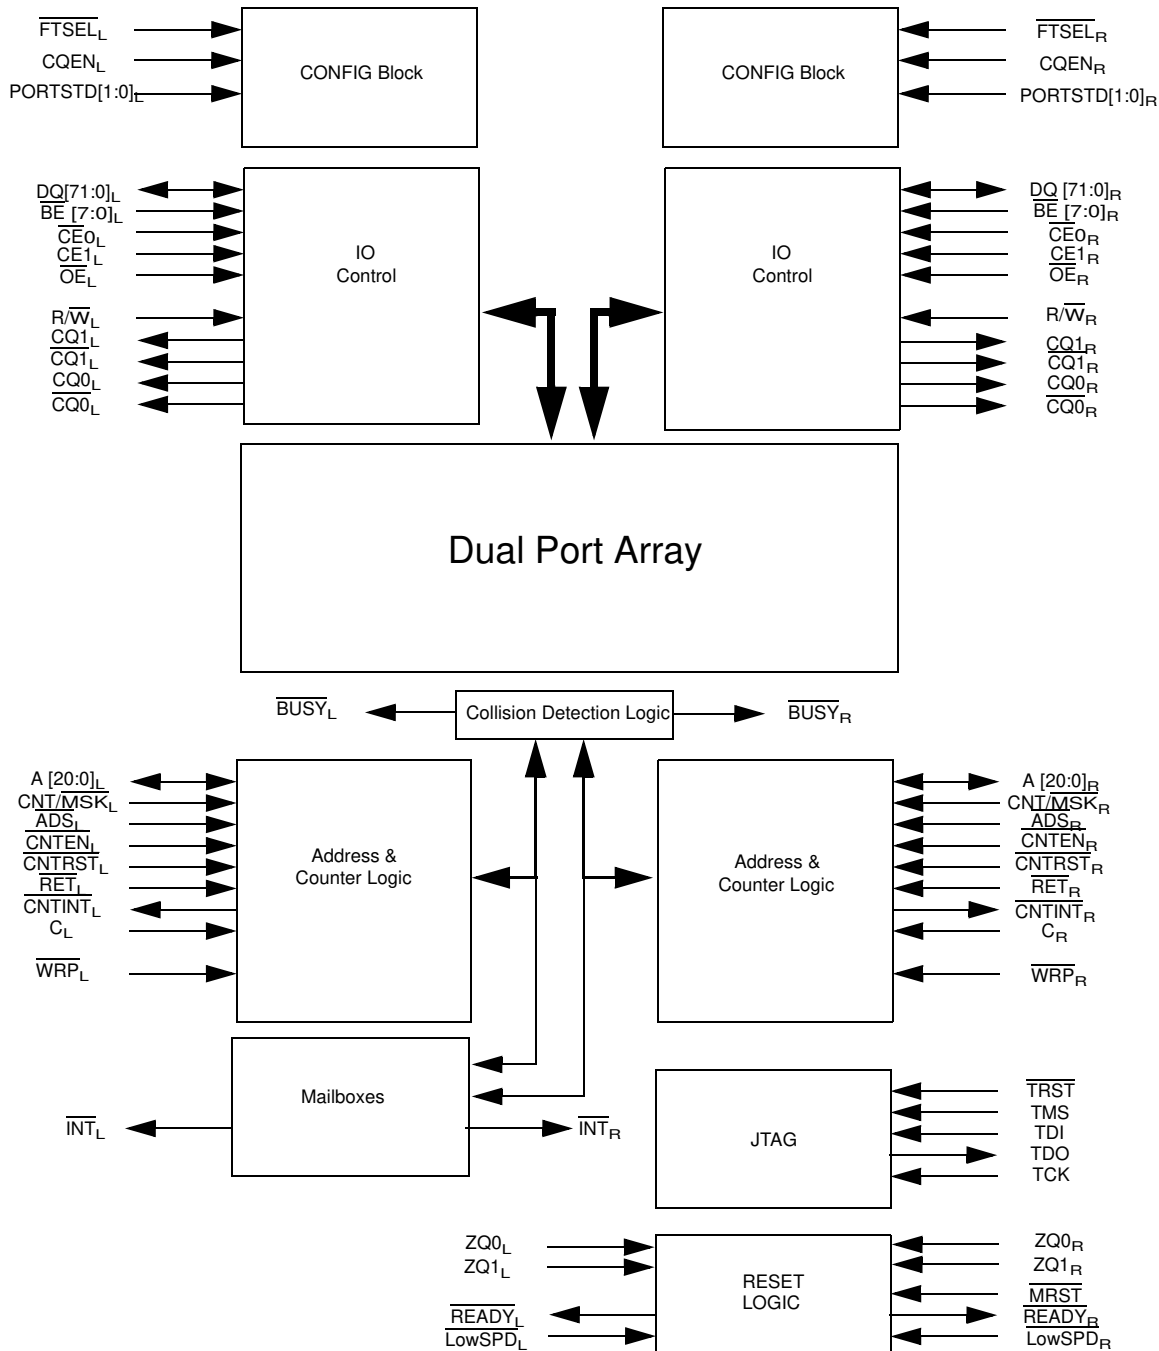 FTSEL_L
CQEN_L
PORTSTD[1:0]_L
CONFIG Block
CONFIG Block
FTSEL_R
CQEN_R
PORTSTD[1:0]_R
DQ[71:0]_L
BE [7:0]_L
CE0_L
CE1_L
OE_L
R/W_L
CQ1_L
CQ1_L
CQ0_L
CQ0_L
IO
Control
IO
Control
DQ [71:0]_R
BE [7:0]_R
CE0_R
CE1_R
OE_R
R/W_R
CQ1_R
CQ1_R
CQ0_R
CQ0_R
Dual Port Array
BUSY_L
Collision Detection Logic
BUSY_R
A [20:0]_L
CNT/MSK_L
ADS_L
CNTEN_L
CNTRST_L
RET_L
CNTINT_L
C_L
WRP_L
Address &
Counter Logic
Address &
Counter Logic
A [20:0]_R
CNT/MSK_R
ADS_R
CNTEN_R
CNTRST_R
RET_R
CNTINT_R
C_R
WRP_R
Mailboxes
INT_L
INT_R
JTAG
TRST
TMS
TDI
TDO
TCK
ZQ0_L
ZQ1_L
READY_L
LowSPD_L
RESET
LOGIC
ZQ0_R
ZQ1_R
MRST
READY_R
LowSPD_R